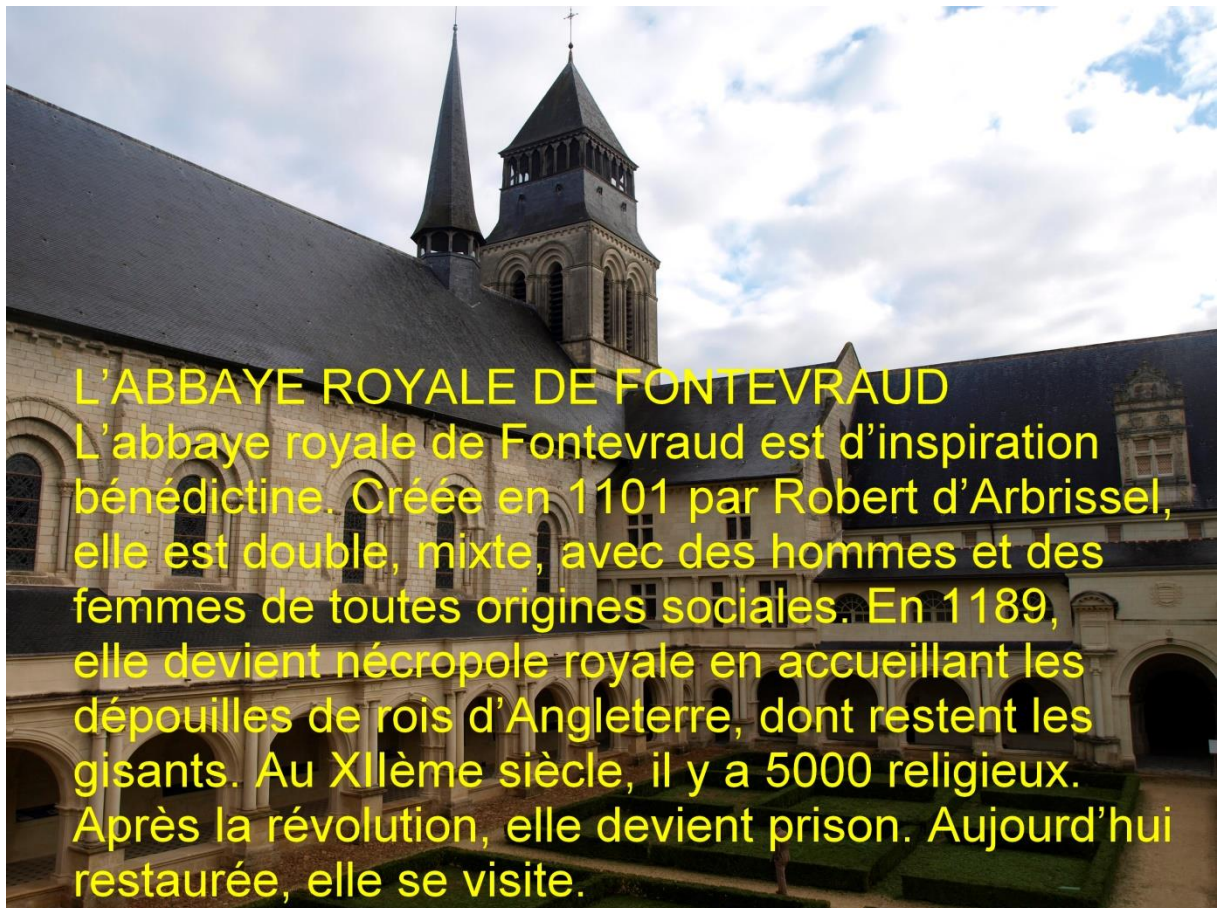 L’ABBAYE ROYALE DE FONTEVRAUD
L’abbaye royale de Fontevraud est d’inspiration
bénédictine. Créée en 1101 par Robert d’Arbrissel,
elle est double, mixte, avec des hommes et des
femmes de toutes origines sociales. En 1189,
elle devient nécropole royale en accueillant les
dépouilles de rois d’Angleterre, dont restent les
gisants. Au XIIème siècle, il y a 5000 religieux.
Après la révolution, elle devient prison. Aujourd’hui
restaurée, elle se visite.